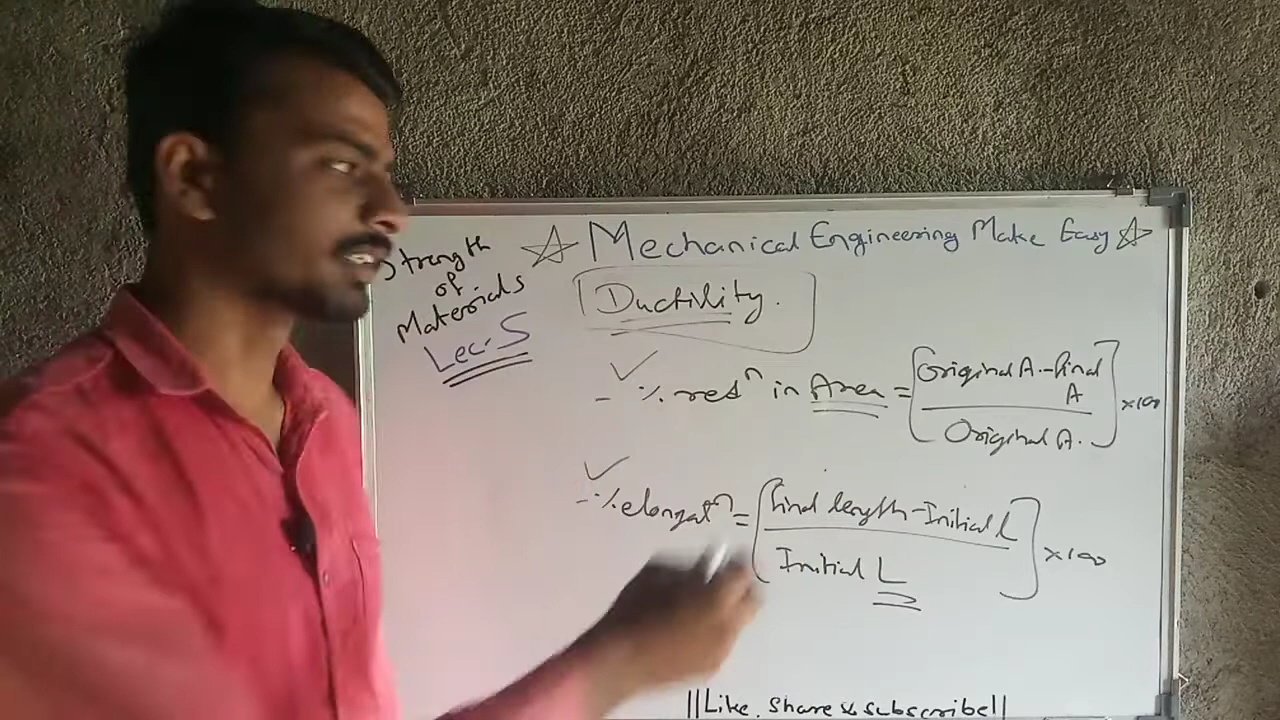 Strength
of
Materials
Lec-5
☆ Mechanical Engineering Make Easy ☆
Ductility.
- % redⁿ in Area = [Original A.-final A / Original A.] ×100
- % elongatⁿ = [final length-Initial L / Initial L] ×100
||Like, Share & subscribe||